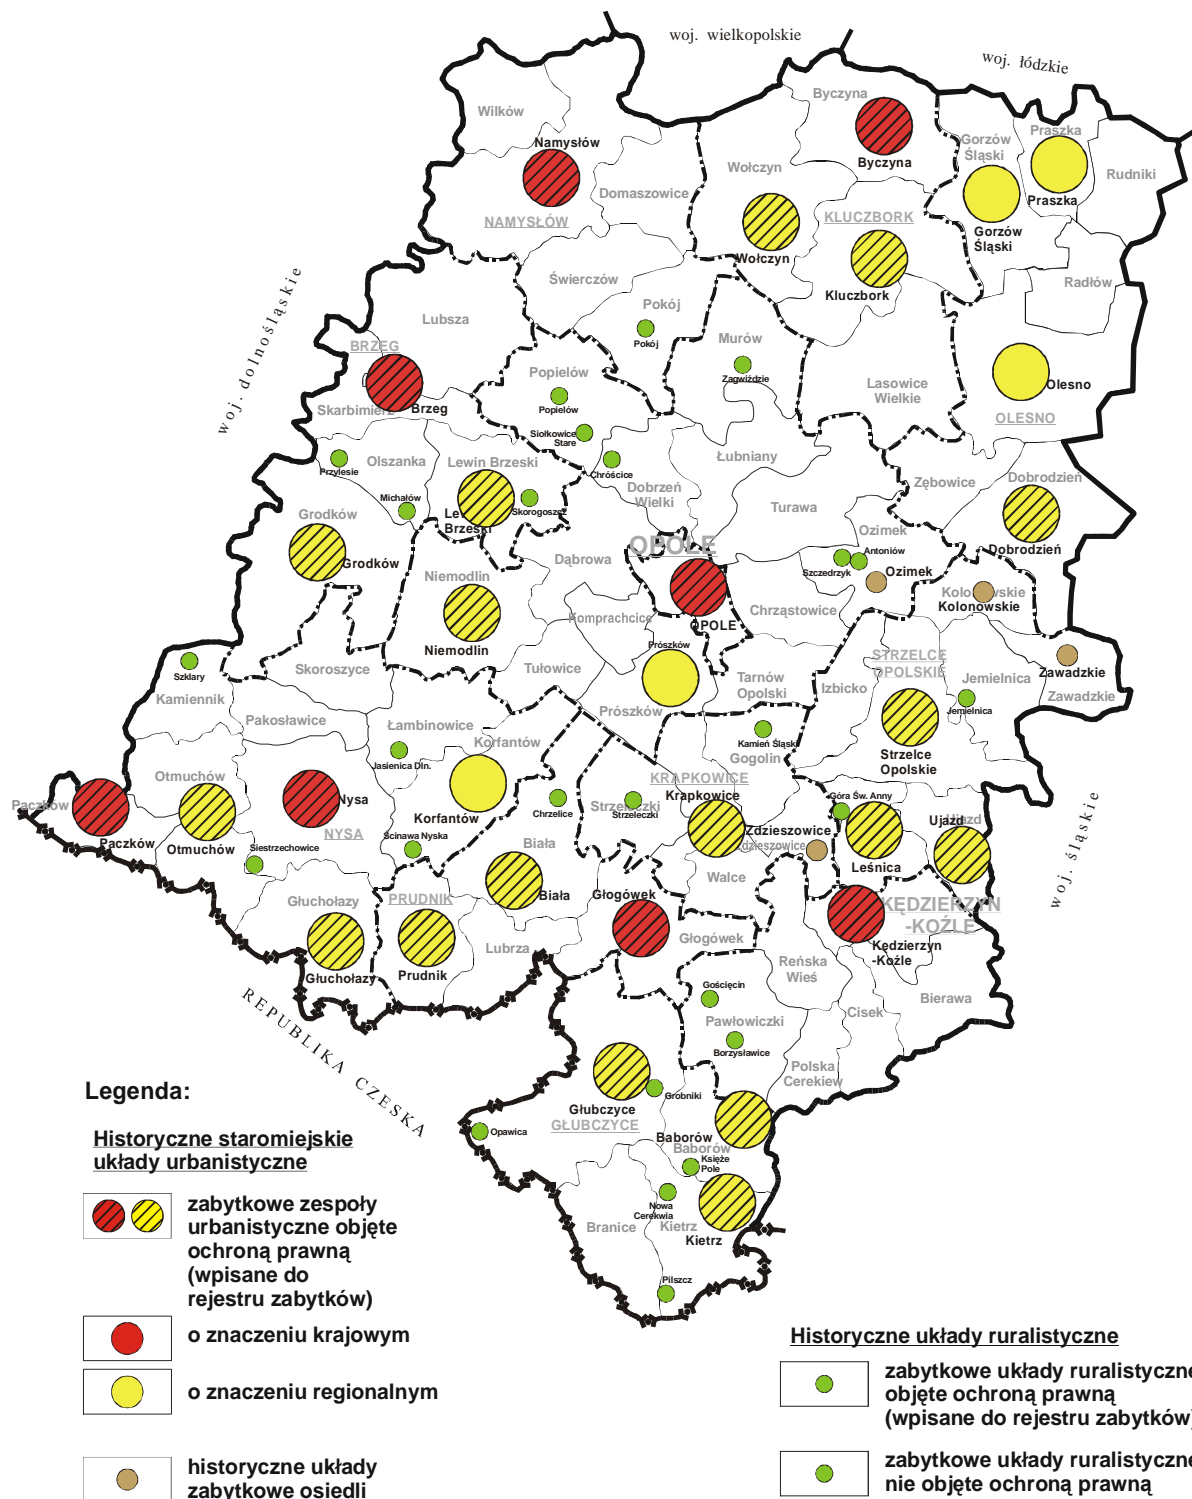 woj. wielkopolskie
woj. łódzkie
Byczyna
Wilków
Praszka
Gorzów
Śląski
Namysłów
Byczyna
Wołczyn
Rudniki
Domaszowice
Praszka
NAMYSŁÓW
KLUCZBORK
Gorzów
Śląski
Wołczyn
Kluczbork
Świerczów
Radłów
Pokój
Lubsza
Pokój
Murów
BRZEG
Zagwiździe
Popielów
Olesno
Lasowice
Wielkie
woj. dolnośląskie
Popielów
Skarbimierz
Brzeg
OLESNO
Siołkowice
Stare
Olszanka
Lewin Brzeski
Łubniany
Przylesie
Chróścice
Dobrzeń
Wielki
Zębowice
Dobrodzień
Michałów
Skorogoszcz
Turawa
Grodków
Le
Brzeski
Ozimek
OPOLE
Dobrodzień
Grodków
Dąbrowa
Antoniów
Szczedrzyk
Ozimek
Niemodlin
Kolonowskie
Kolonowskie
Komprachcice
Chrząstowice
OPOLE
Niemodlin
Prószków
Zawadzkie
STRZELCE
OPOLSKIE
Skoroszyce
Szklary
Tułowice
Tarnów
Opolski
Izbicko
Jemielnica
Zawadzkie
Kamiennik
Prószków
Jemielnica
Pakosławice
Łambinowice
Korfantów
Kamień Śląski
Gogolin
Strzelce
Opolskie
Jasienica Dln.
Otmuchów
KRAPKOWICE
Krapkowice
Paczków
Nysa
Chrzelice
Strzeleczki
Strzeleczki
Góra Św. Anny
Korfantów
Zdzieszowice
dzieszowice
Ujazd
jazd
NYSA
Paczków
Otmuchów
Ścinawa Nyska
Biała
Siestrzechowice
Leśnica
woj. śląskie
Walce
Głuchołazy
PRUDNIK
Biała
Głogówek
KĘDZIERZYN
-KOŹLE
Głogówek
Kędzierzyn
-Koźle
Lubrza
Reńska
Wieś
Głuchołazy
Prudnik
Gościęcin
Bierawa
Cisek
Pawłowiczki
REPUBLIKA CZESKA
Borzysławice
Polska
Cerekiew
Głubczyce
Grobniki
GŁUBCZYCE
Opawica
Baborów
Baborów
Księże
Pole
Nowa
Cerekwia
Branice
Kietrz
Kietrz
Pilszcz
Legenda:
Historyczne staromiejskie
układy urbanistyczne
zabytkowe zespoły
urbanistyczne objęte
ochroną prawną
(wpisane do
rejestru zabytków)
o znaczeniu krajowym
o znaczeniu regionalnym
historyczne układy
zabytkowe osiedli
Historyczne układy ruralistyczne
zabytkowe układy ruralistyczne
objęte ochroną prawną
(wpisane do rejestru zabytków)
zabytkowe układy ruralistyczne
nie objęte ochroną prawną